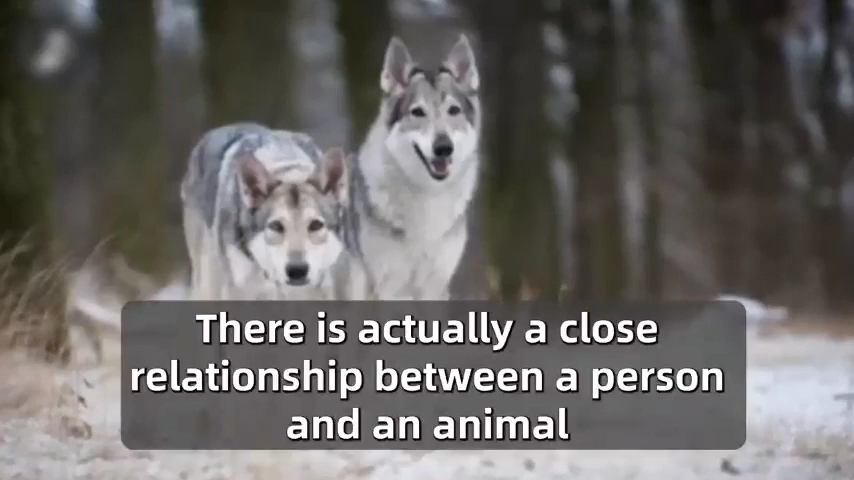 There is actually a close
relationship between a person
and an animal